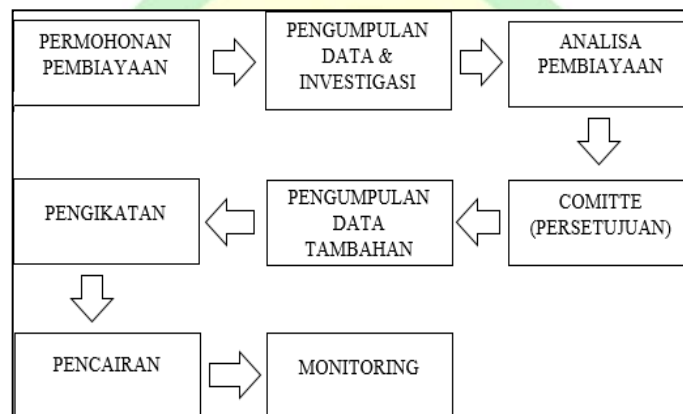 PERMOHONAN
PEMBIAYAAN
PENGUMPULAN
DATA &
INVESTIGASI
ANALISA
PEMBIAYAAN
COMITTE
(PERSETUJUAN)
PENGUMPULAN
DATA
TAMBAHAN
PENGIKATAN
PENCAIRAN
MONITORING